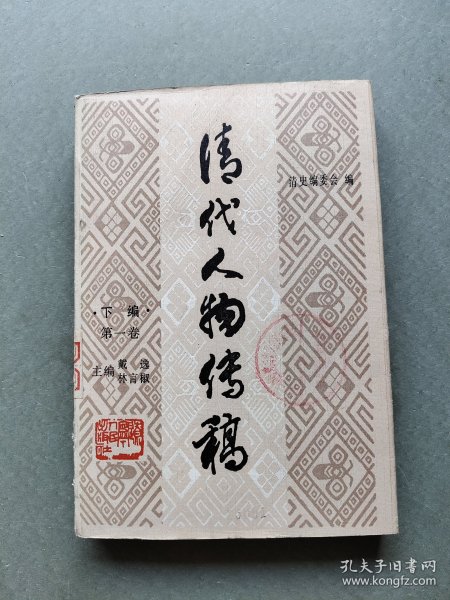 清代人物传稿
清史编委会 编
·下编·
第一卷
主编 戴逸
林言椒
孔夫子旧书网
www.kongfz.com